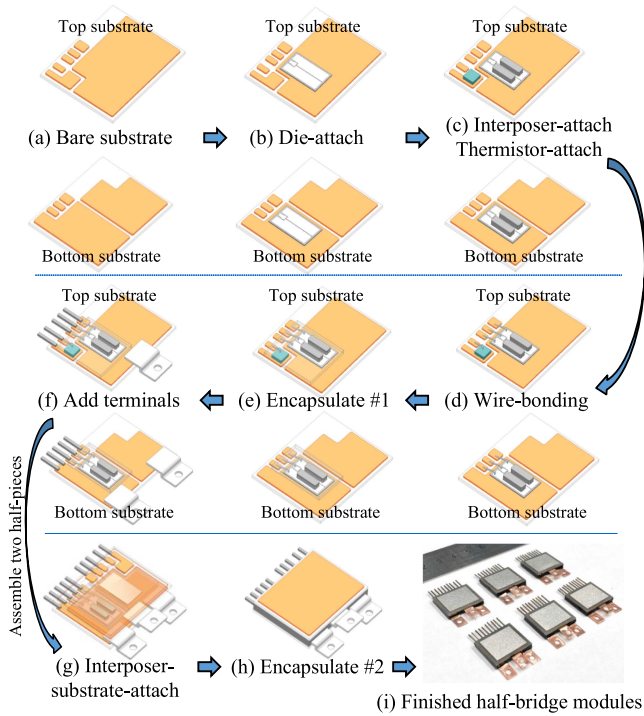 Top substrate
Top substrate
Top substrate
(a) Bare substrate
(b) Die-attach
(c) Interposer-attach
Thermistor-attach
Bottom substrate
Bottom substrate
Bottom substrate
Top substrate
Top substrate
Top substrate
(f) Add terminals
(e) Encapsulate #1
(d) Wire-bonding
Bottom substrate
Bottom substrate
Bottom substrate
Assemble two half-pieces
(g) Interposer-
substrate-attach
(h) Encapsulate #2
(i) Finished half-bridge modules